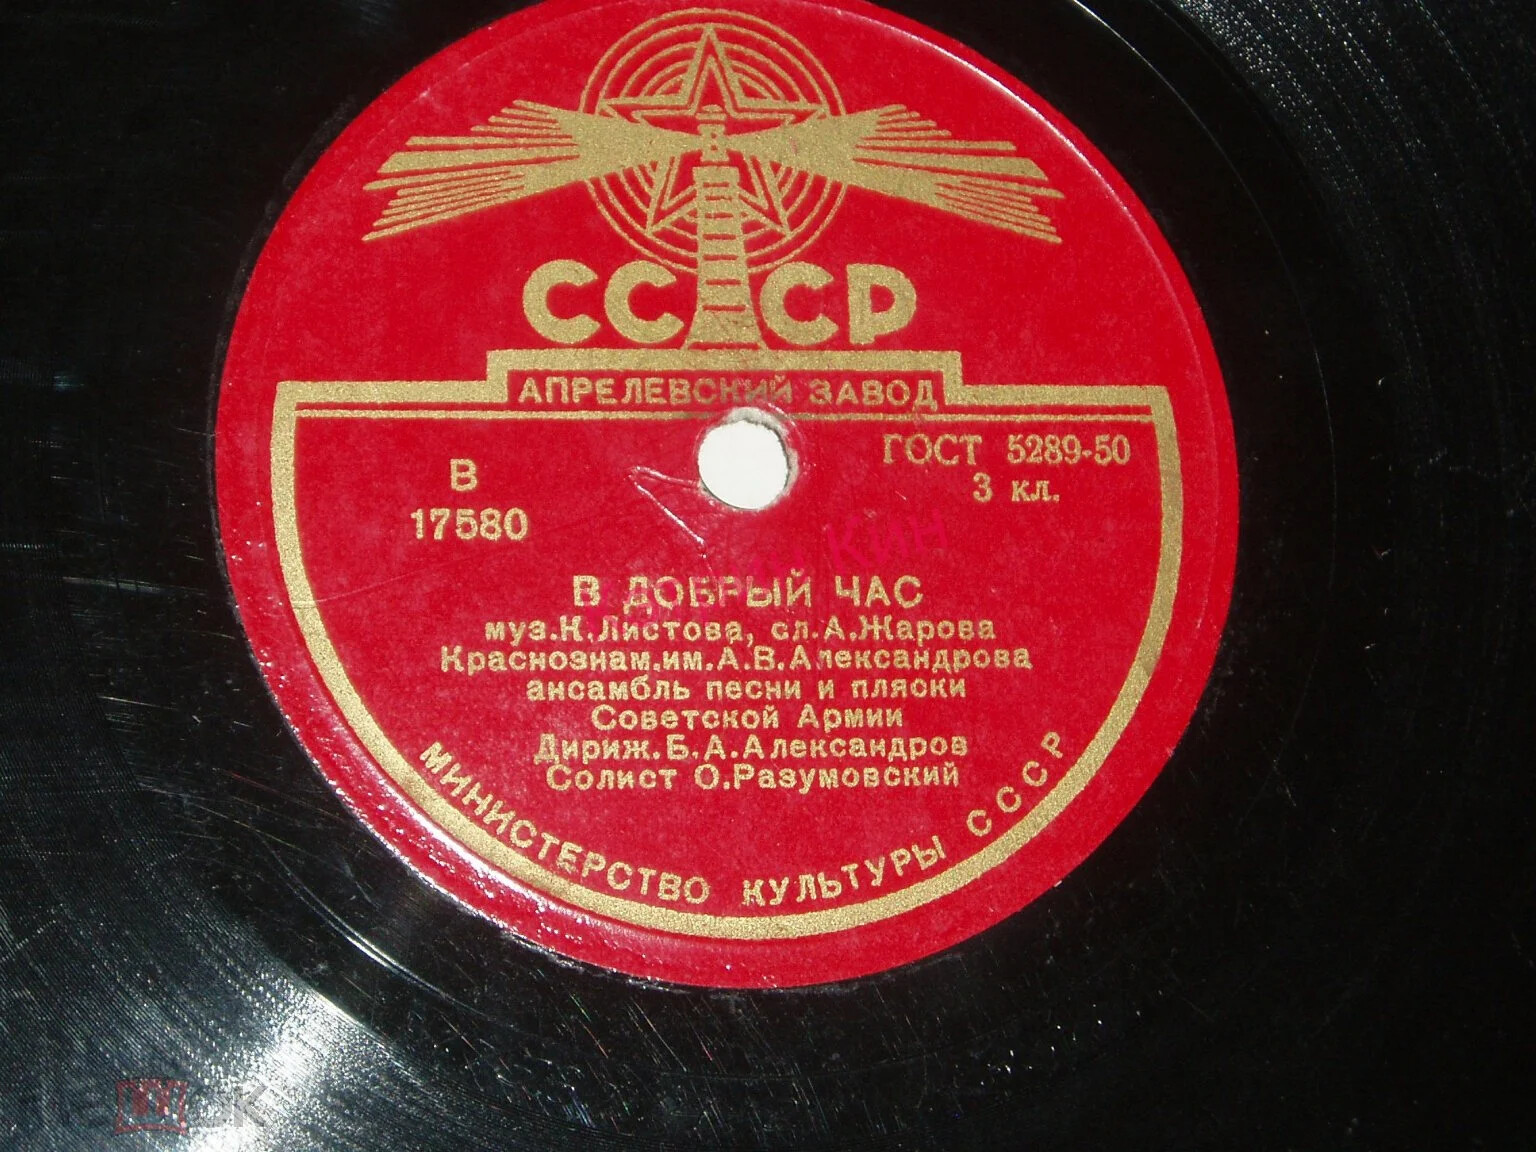 СССР
АПРЕЛЕВСКИЙ ЗАВОД
В
17580
ГОСТ 5289-50
3 кл.
В ДОБРЫЙ ЧАС
муз.К.Листова, сл.А.Жарова
Краснознам.им.А.В.Александрова
ансамбль песни и пляски
Советской Армии
Дириж.Б.А.Александров
Солист О.Разумовский
МИНИСТЕРСТВО КУЛЬТУРЫ СССР